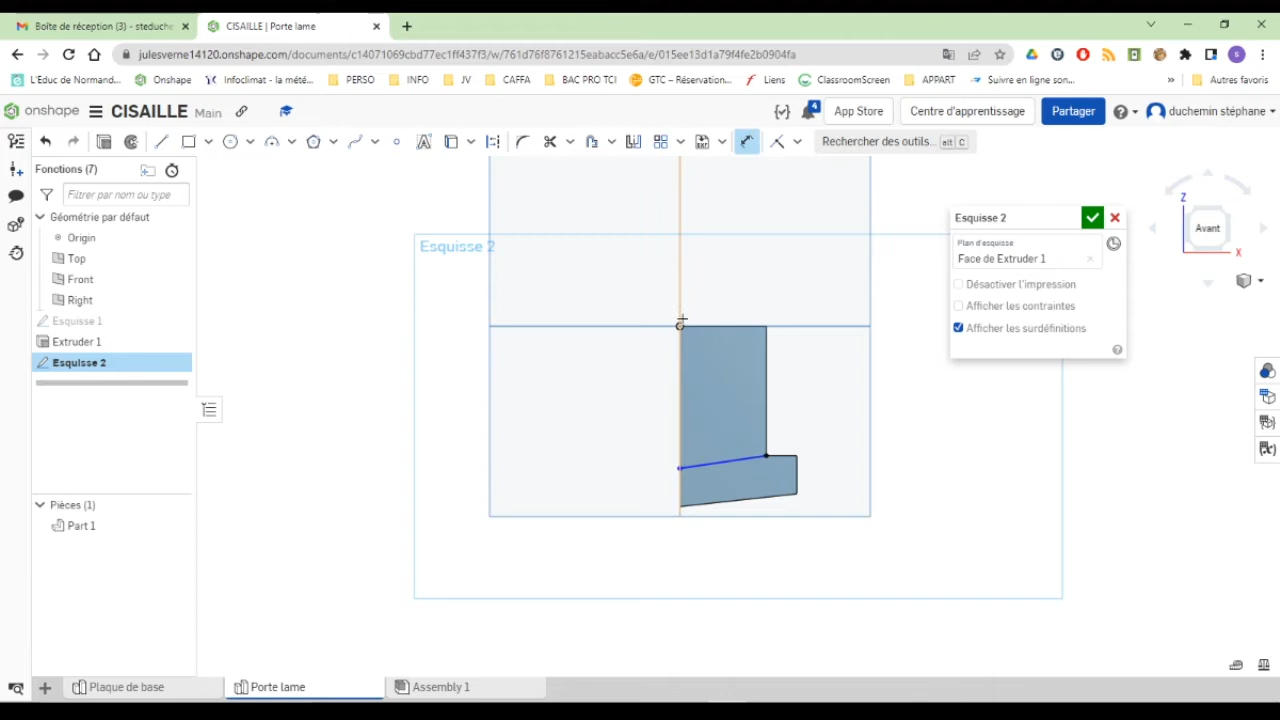 Boîte de réception (3) - steduche
CISAILLE | Porte lame
julesverne14120.onshape.com/documents/c14071069cbd77ec1ff437f3/w/761d76f8761215eabacc5e6a/e/015ee13d1a79f4fe2b0904fa
L'Educ de Normand...
Onshape
Infoclimat - la mété...
PERSO
INFO
JV
CAFFA
BAC PRO TCI
GTC – Réservation...
Liens
ClassroomScreen
APPART
Suivre en ligne son...
»
Autres favoris
onshape
CISAILLE Main
4
App Store
Centre d'apprentissage
Partager
duchemin stéphane
Rechercher des outils... alt C
Fonctions (7)
Filtrer par nom ou type
Géométrie par défaut
Origin
Top
Front
Right
Esquisse 1
Extruder 1
Esquisse 2
Pièces (1)
Part 1
Esquisse 2
Esquisse 2
Plan d'esquisse
Face de Extruder 1
Désactiver l'impression
Afficher les contraintes
Afficher les surdéfinitions
Z
Avant
X
Plaque de base
Porte lame
Assembly 1